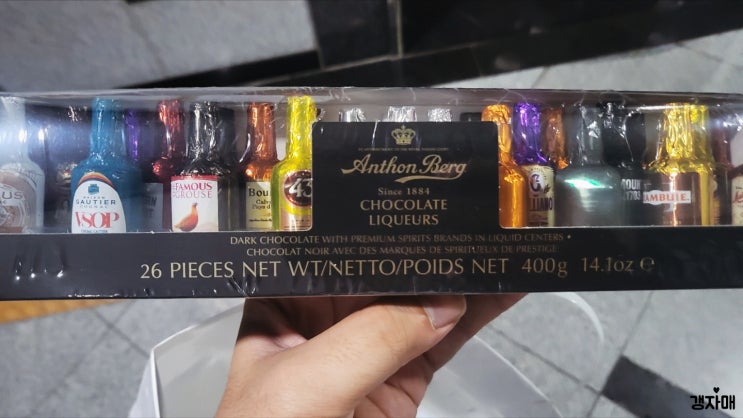 Anthon Berg
Since 1884
CHOCOLATE
LIQUEURS
SAUTIER
COGNAC
VSOP
FAMOUS
GROUSE
43
DARK CHOCOLATE WITH PREMIUM SPIRITS BRANDS IN LIQUID CENTERS •
CHOCOLAT NOIR AVEC DES MARQUES DE SPIRITUEUX DE PRESTIGE
26 PIECES NET WT/NETTO/POIDS NET 400g 14.1oz ℮
갱자매